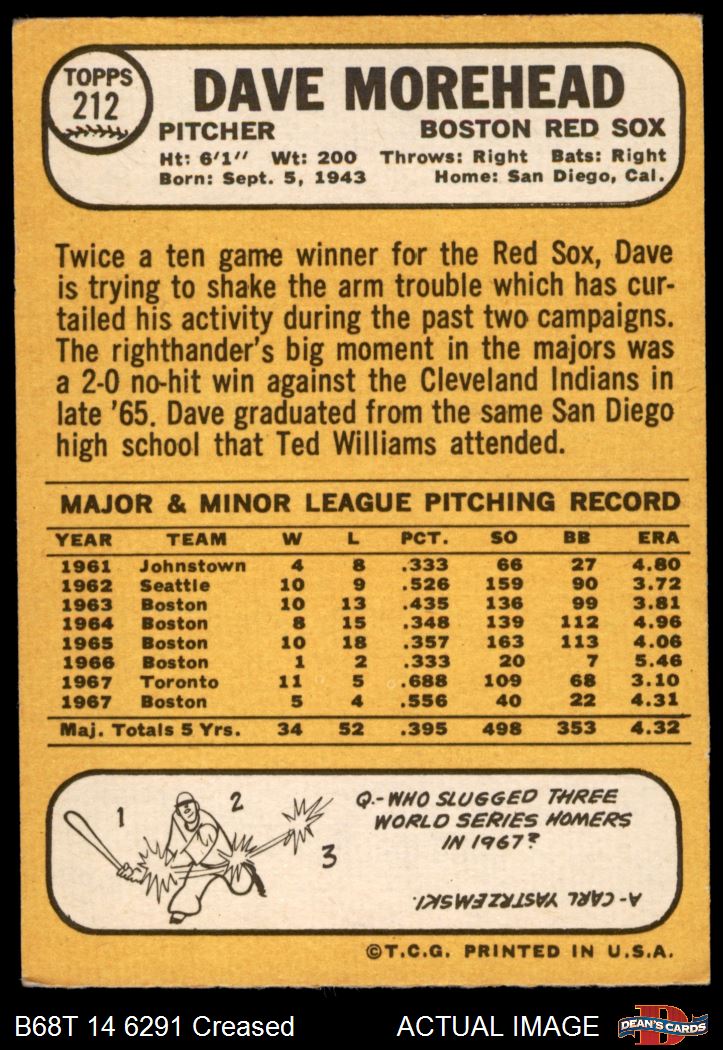 TOPPS
212
DAVE MOREHEAD
PITCHER BOSTON RED SOX
Ht: 6'1" Wt: 200 Throws: Right Bats: Right
Born: Sept. 5, 1943 Home: San Diego, Cal.
Twice a ten game winner for the Red Sox, Dave
is trying to shake the arm trouble which has cur-
tailed his activity during the past two campaigns.
The righthander's big moment in the majors was
a 2-0 no-hit win against the Cleveland Indians in
late '65. Dave graduated from the same San Diego
high school that Ted Williams attended.
MAJOR & MINOR LEAGUE PITCHING RECORD
YEAR TEAM W L PCT. SO BB ERA
1961 Johnstown 4 8 .333 66 27 4.80
1962 Seattle 10 9 .526 159 90 3.72
1963 Boston 10 13 .435 136 99 3.81
1964 Boston 8 15 .348 139 112 4.96
1965 Boston 10 18 .357 163 113 4.06
1966 Boston 1 2 .333 20 7 5.46
1967 Toronto 11 5 .688 109 68 3.10
1967 Boston 5 4 .556 40 22 4.31
Maj. Totals 5 Yrs. 34 52 .395 498 353 4.32
1 2 3
Q.-WHO SLUGGED THREE
WORLD SERIES HOMERS
IN 1967?
A-CARL YASTRZEMSKI.
©T.C.G. PRINTED IN U.S.A.
B68T 14 6291 Creased ACTUAL IMAGE
D
DEAN'S CARDS